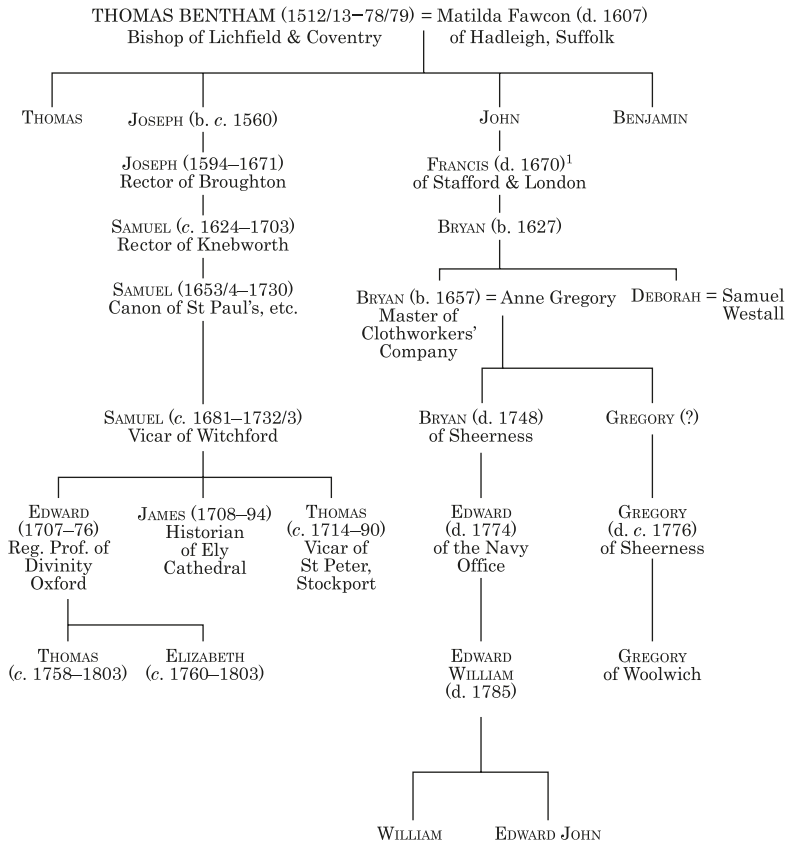 THOMAS BENTHAM (1512/13–78/79) = Matilda Fawcon (d. 1607)
Bishop of Lichfield & Coventry of Hadleigh, Suffolk
THOMAS JOSEPH (b. c. 1560) JOHN BENJAMIN
JOSEPH (1594–1671) FRANCIS (d. 1670)¹
Rector of Broughton of Stafford & London
SAMUEL (c. 1624–1703) BRYAN (b. 1627)
Rector of Knebworth
SAMUEL (1653/4–1730)
Canon of St Paul's, etc.
BRYAN (b. 1657) = Anne Gregory
Master of
Clothworkers'
Company
DEBORAH = Samuel
Westall
SAMUEL (c. 1681–1732/3)
Vicar of Witchford
BRYAN (d. 1748)
of Sheerness
GREGORY (?)
EDWARD
(1707–76)
Reg. Prof. of
Divinity
Oxford
JAMES (1708–94)
Historian
of Ely
Cathedral
THOMAS
(c. 1714–90)
Vicar of
St Peter,
Stockport
EDWARD
(d. 1774)
of the Navy
Office
GREGORY
(d. c. 1776)
of Sheerness
THOMAS
(c. 1758–1803)
ELIZABETH
(c. 1760–1803)
EDWARD
WILLIAM
(d. 1785)
GREGORY
of Woolwich
WILLIAM EDWARD JOHN